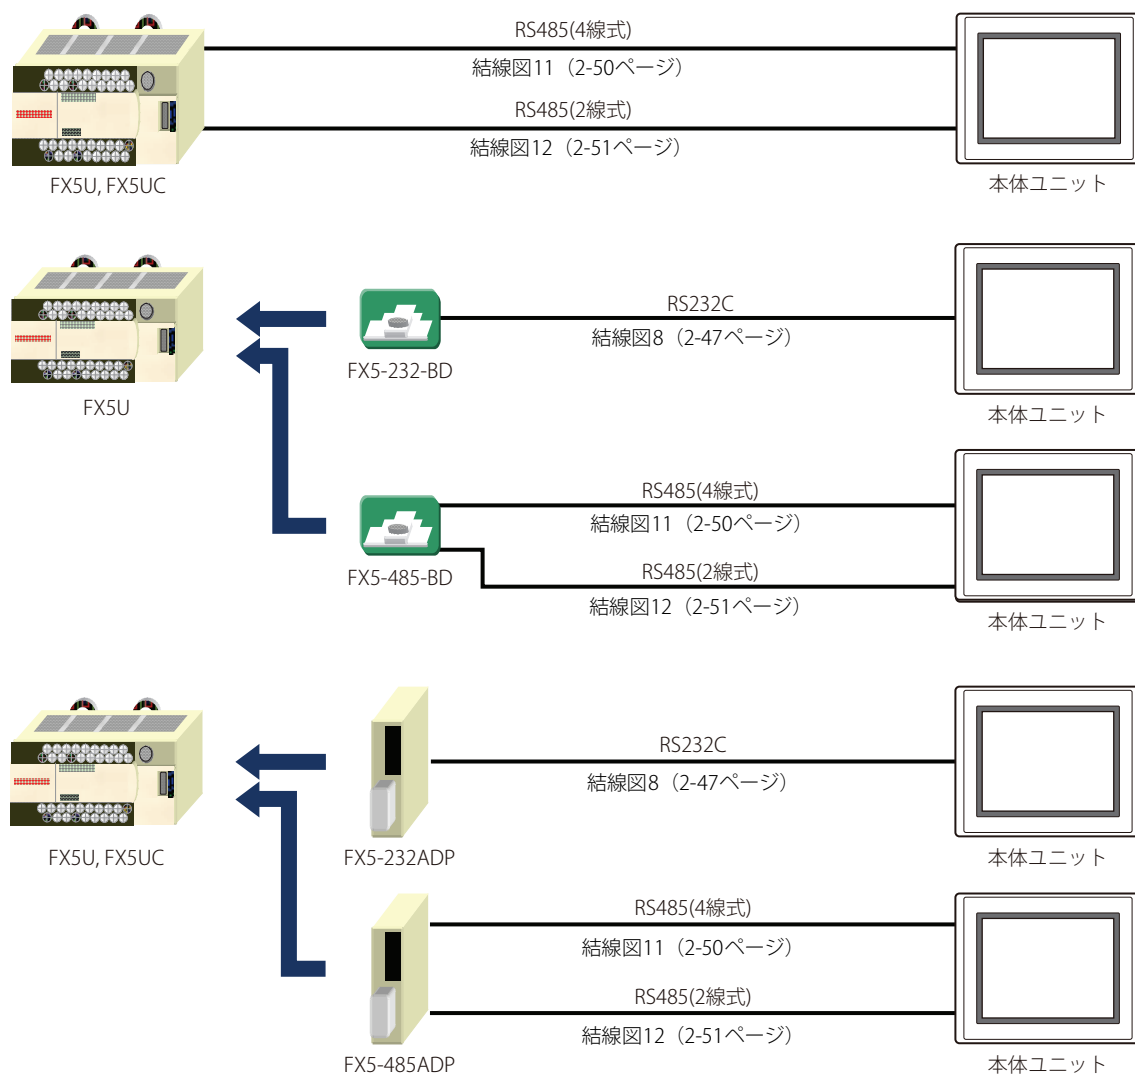 RS485(4線式)
結線図11（2-50ページ）
RS485(2線式)
結線図12（2-51ページ）
FX5U, FX5UC
本体ユニット
RS232C
結線図8（2-47ページ）
FX5-232-BD
FX5U
本体ユニット
RS485(4線式)
結線図11（2-50ページ）
RS485(2線式)
結線図12（2-51ページ）
FX5-485-BD
本体ユニット
RS232C
結線図8（2-47ページ）
FX5U, FX5UC
FX5-232ADP
本体ユニット
RS485(4線式)
結線図11（2-50ページ）
RS485(2線式)
結線図12（2-51ページ）
FX5-485ADP
本体ユニット